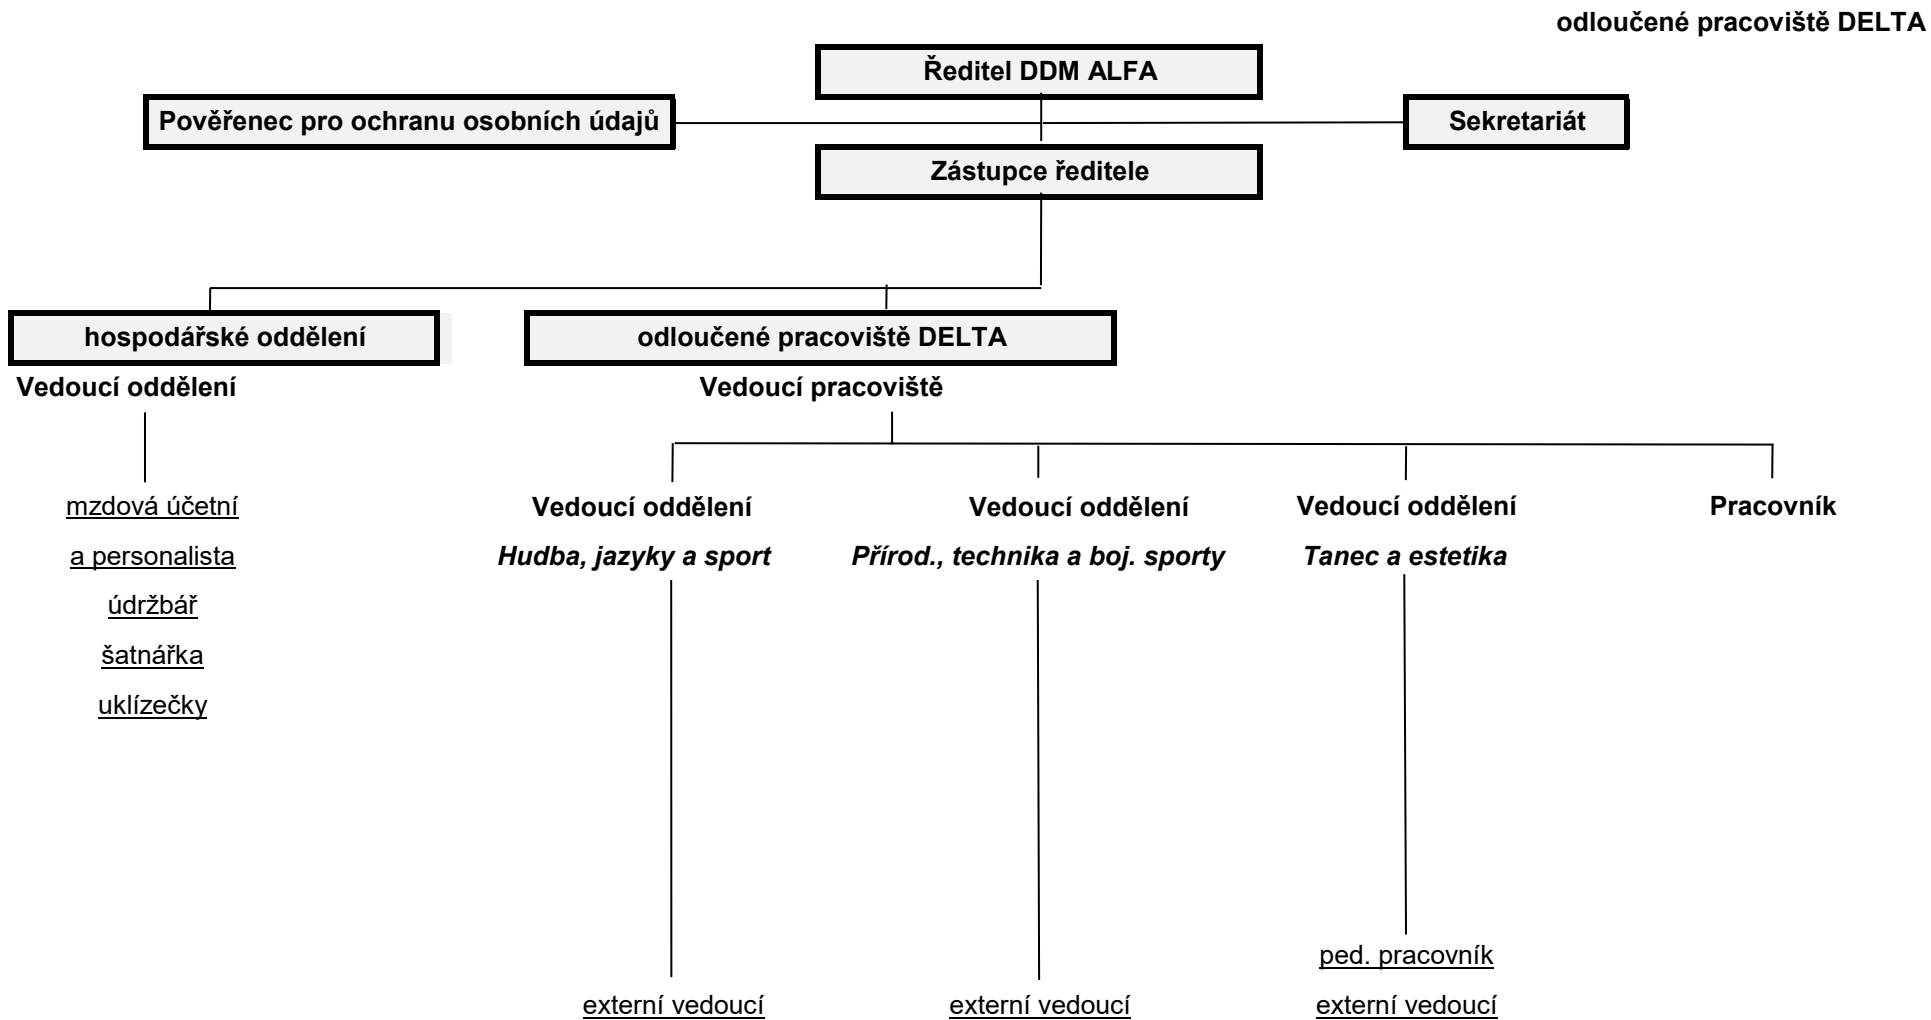 odloučené pracoviště DELTA
Ředitel DDM ALFA
Pověřenec pro ochranu osobních údajů
Sekretariát
Zástupce ředitele
hospodářské oddělení
odloučené pracoviště DELTA
Vedoucí oddělení
Vedoucí pracoviště
mzdová účetní
a personalista
údržbář
šatnářka
uklízečky
Vedoucí oddělení
Hudba, jazyky a sport
externí vedoucí
Vedoucí oddělení
Přírod., technika a boj. sporty
externí vedoucí
Vedoucí oddělení
Tanec a estetika
ped. pracovník
externí vedoucí
Pracovník